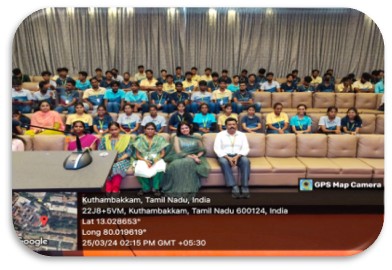 GPS Map Camera
Kuthambakkam, Tamil Nadu, India
22J8+5VM, Kuthambakkam, Tamil Nadu 600124, India
Lat 13.028653°
Long 80.019619°
25/03/24 02:15 PM GMT +05:30
Google